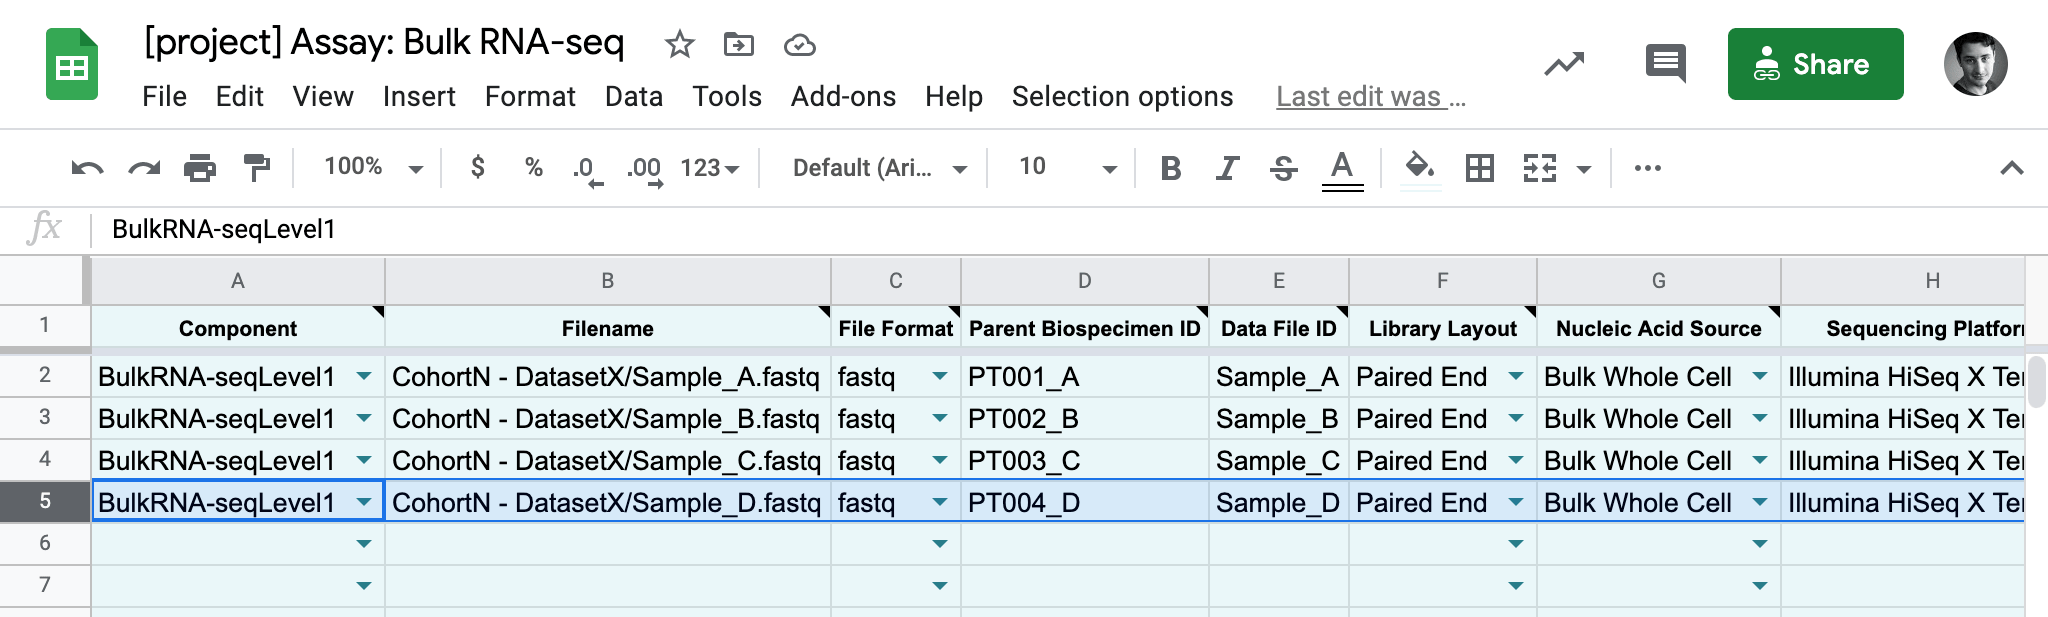 [project] Assay: Bulk RNA-seq
File Edit View Insert Format Data Tools Add-ons Help Selection options Last edit was ...
Share
100% $ % .0 .00 123 Default (Ari... 10 B I S A ...
fx BulkRNA-seqLevel1
A B C D E F G H
1 Component Filename File Format Parent Biospecimen ID Data File ID Library Layout Nucleic Acid Source Sequencing
2 BulkRNA-seqLevel1 CohortN - DatasetX/Sample_A.fastq fastq PT001_A Sample_A Paired End Bulk Whole Cell Illumina HiSeq X
3 BulkRNA-seqLevel1 CohortN - DatasetX/Sample_B.fastq fastq PT002_B Sample_B Paired End Bulk Whole Cell Illumina HiSeq X
4 BulkRNA-seqLevel1 CohortN - DatasetX/Sample_C.fastq fastq PT003_C Sample_C Paired End Bulk Whole Cell Illumina HiSeq X
5 BulkRNA-seqLevel1 CohortN - DatasetX/Sample_D.fastq fastq PT004_D Sample_D Paired End Bulk Whole Cell Illumina HiSeq X
6
7